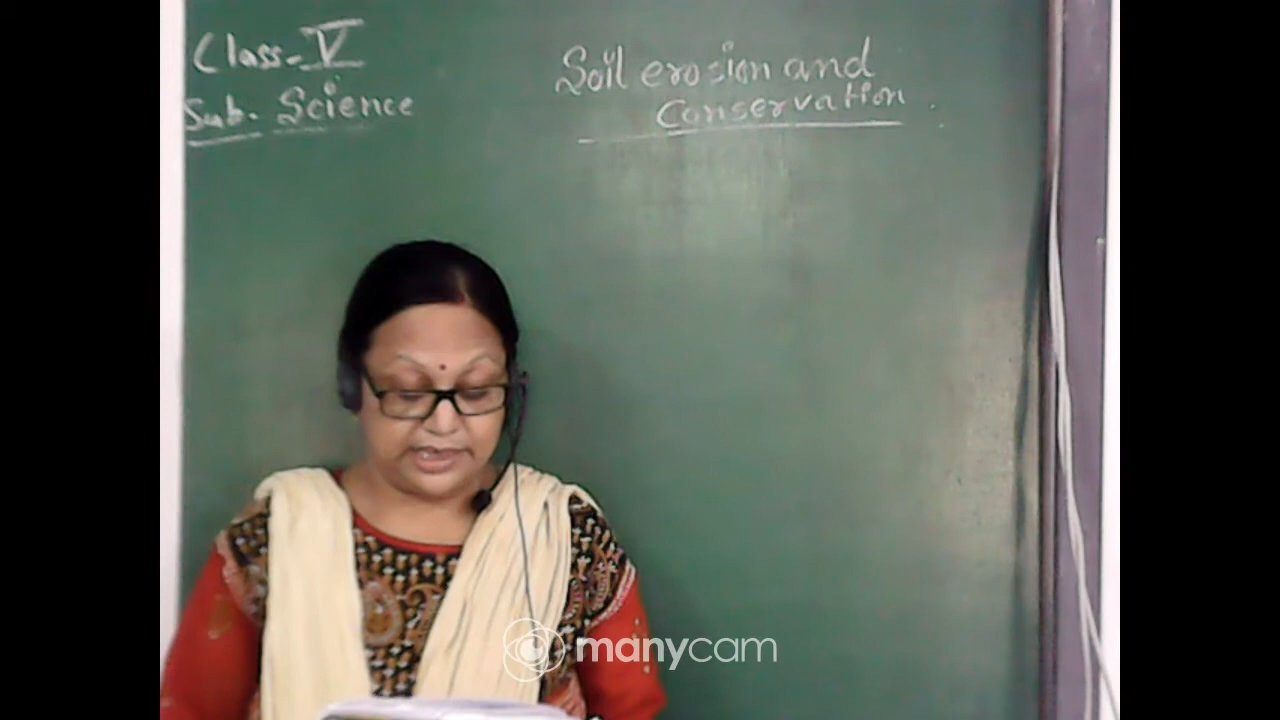 Class-V
Sub. Science
Soil erosion and
Conservation.
manycam